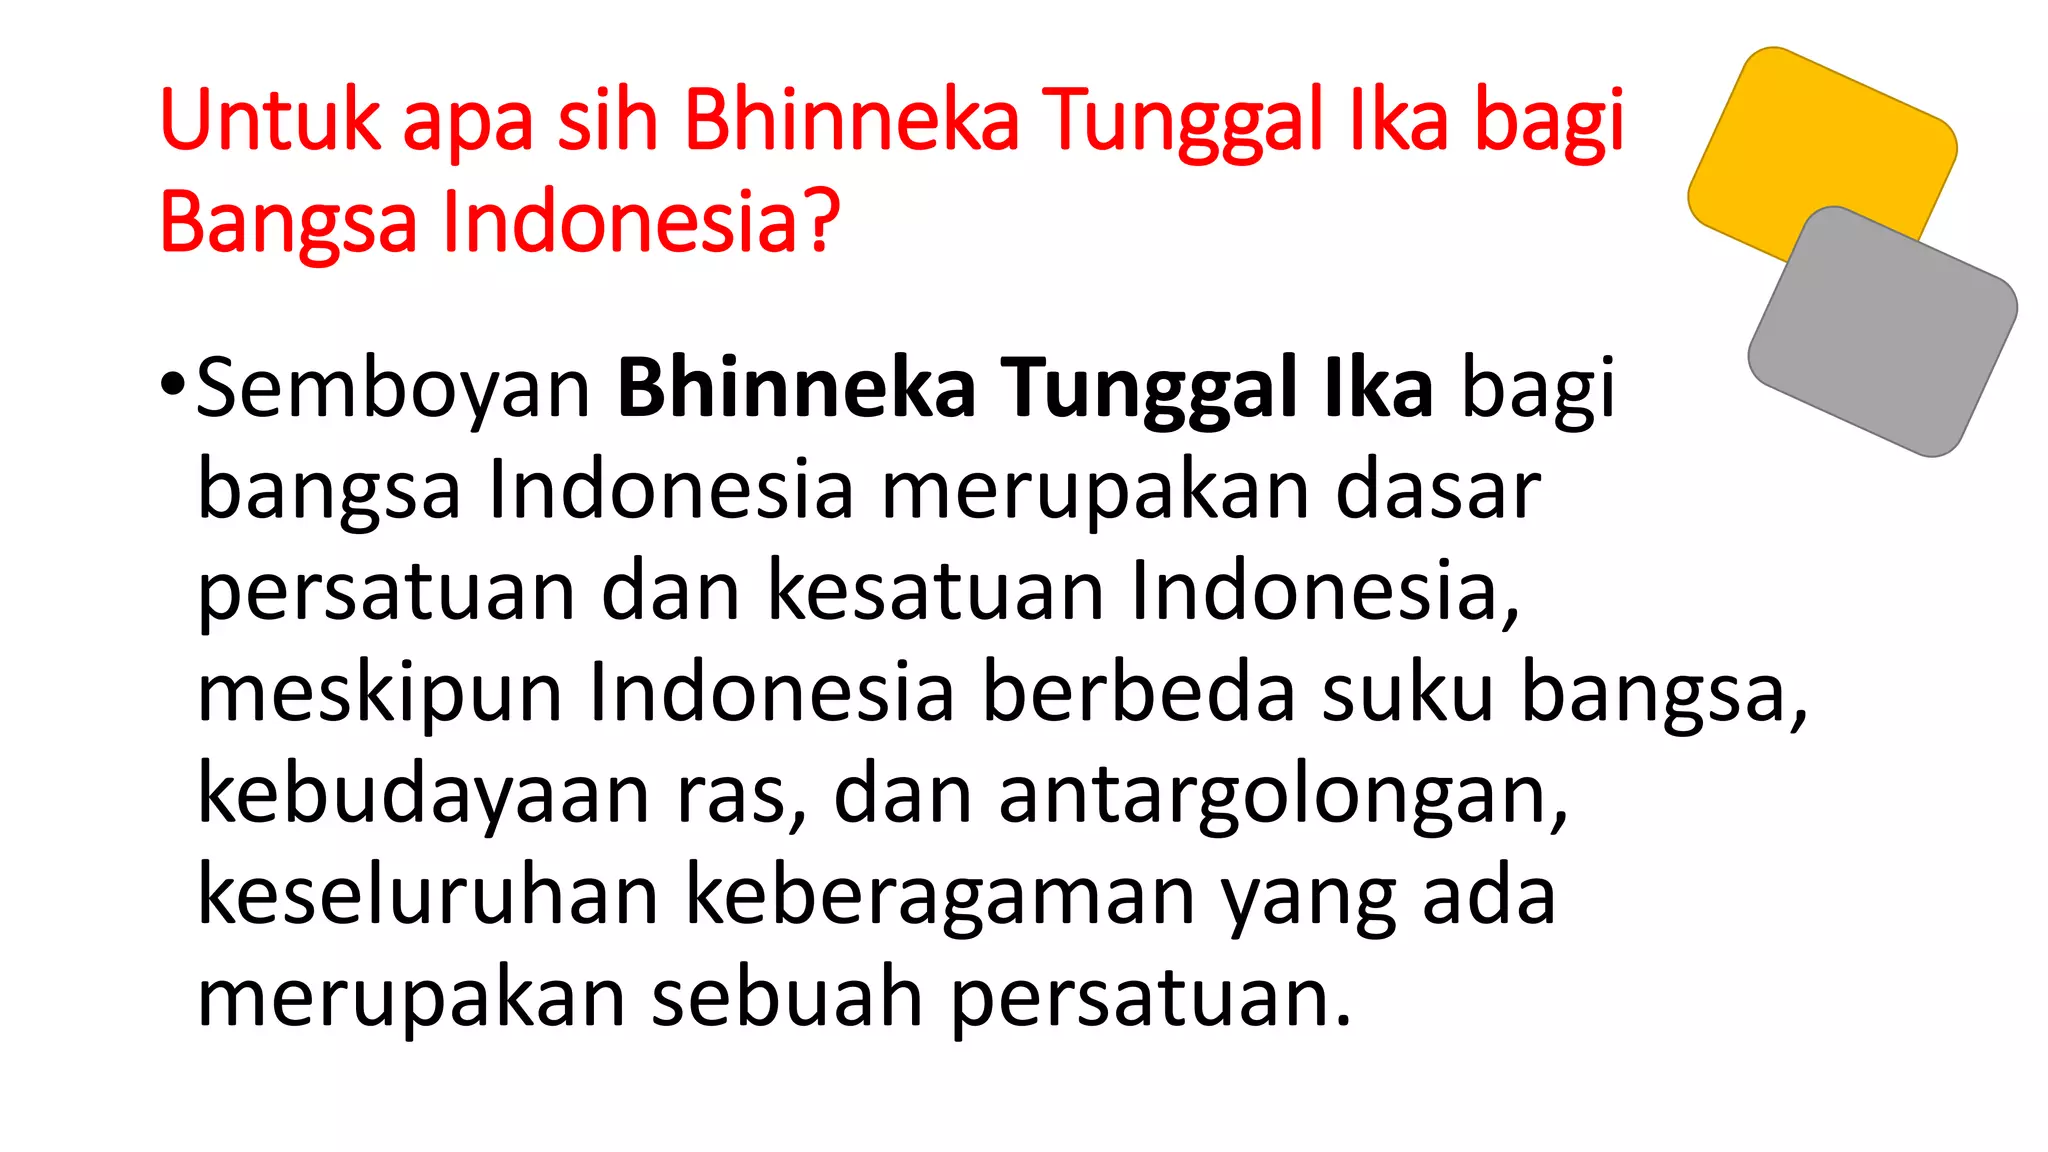 Untuk apa sih Bhinneka Tunggal Ika bagi
Bangsa Indonesia?
•Semboyan Bhinneka Tunggal Ika bagi
bangsa Indonesia merupakan dasar
persatuan dan kesatuan Indonesia,
meskipun Indonesia berbeda suku bangsa,
kebudayaan ras, dan antargolongan,
keseluruhan keberagaman yang ada
merupakan sebuah persatuan.